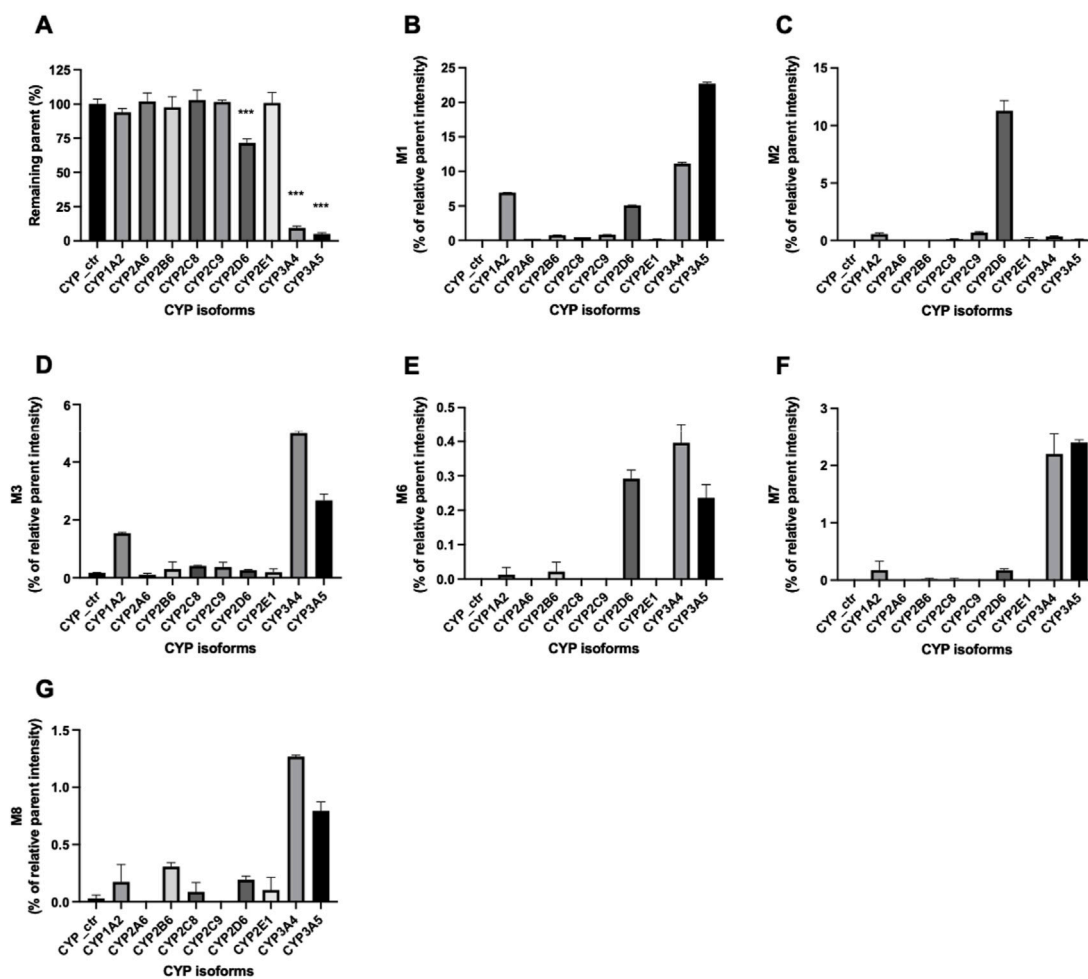 A
Remaining parent (%)
125
100
75
50
25
0
***
***
***
CYP_ctr
CYP1A2
CYP2A6
CYP2B6
CYP2C8
CYP2C9
CYP2D6
CYP2E1
CYP3A4
CYP3A5
CYP isoforms
B
M1
(% of relative parent intensity)
25
20
15
10
5
0
CYP_ctr
CYP1A2
CYP2A6
CYP2B6
CYP2C8
CYP2C9
CYP2D6
CYP2E1
CYP3A4
CYP3A5
CYP isoforms
C
M2
(% of relative parent intensity)
15
10
5
0
CYP_ctr
CYP1A2
CYP2A6
CYP2B6
CYP2C8
CYP2C9
CYP2D6
CYP2E1
CYP3A4
CYP3A5
CYP isoforms
D
M3
(% of relative parent intensity)
6
4
2
0
CYP_ctr
CYP1A2
CYP2A6
CYP2B6
CYP2C8
CYP2C9
CYP2D6
CYP2E1
CYP3A4
CYP3A5
CYP isoforms
E
M6
(% of relative parent intensity)
0.5
0.4
0.3
0.2
0.1
0.0
CYP_ctr
CYP1A2
CYP2A6
CYP2B6
CYP2C8
CYP2C9
CYP2D6
CYP2E1
CYP3A4
CYP3A5
CYP isoforms
F
M7
(% of relative parent intensity)
3
2
1
0
CYP_ctr
CYP1A2
CYP2A6
CYP2B6
CYP2C8
CYP2C9
CYP2D6
CYP2E1
CYP3A4
CYP3A5
CYP isoforms
G
M8
(% of relative parent intensity)
1.5
1.0
0.5
0.0
CYP_ctr
CYP1A2
CYP2A6
CYP2B6
CYP2C8
CYP2C9
CYP2D6
CYP2E1
CYP3A4
CYP3A5
CYP isoforms